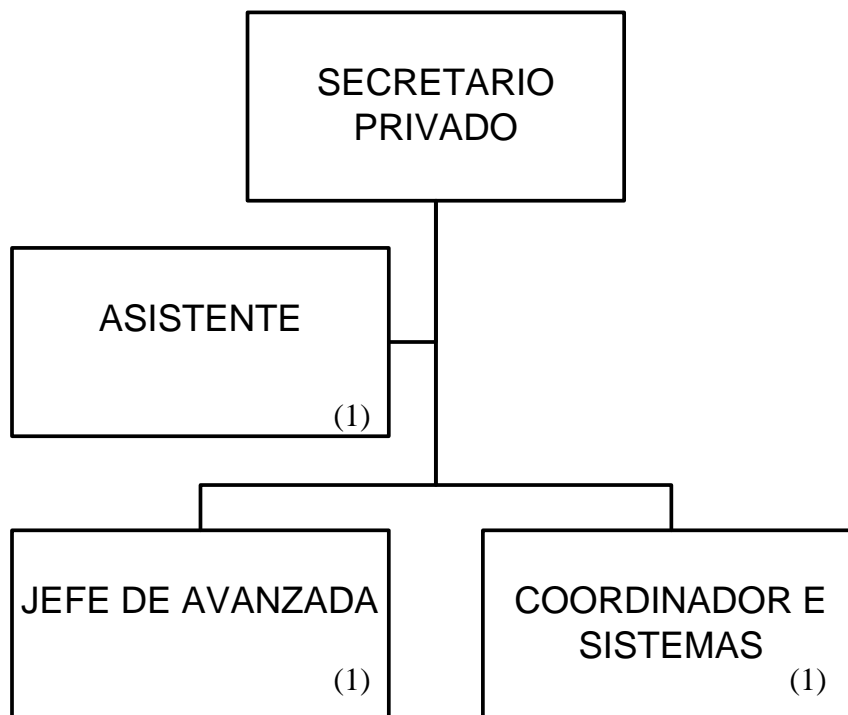 SECRETARIO
PRIVADO
ASISTENTE
(1)
JEFE DE AVANZADA
(1)
COORDINADOR E
SISTEMAS
(1)